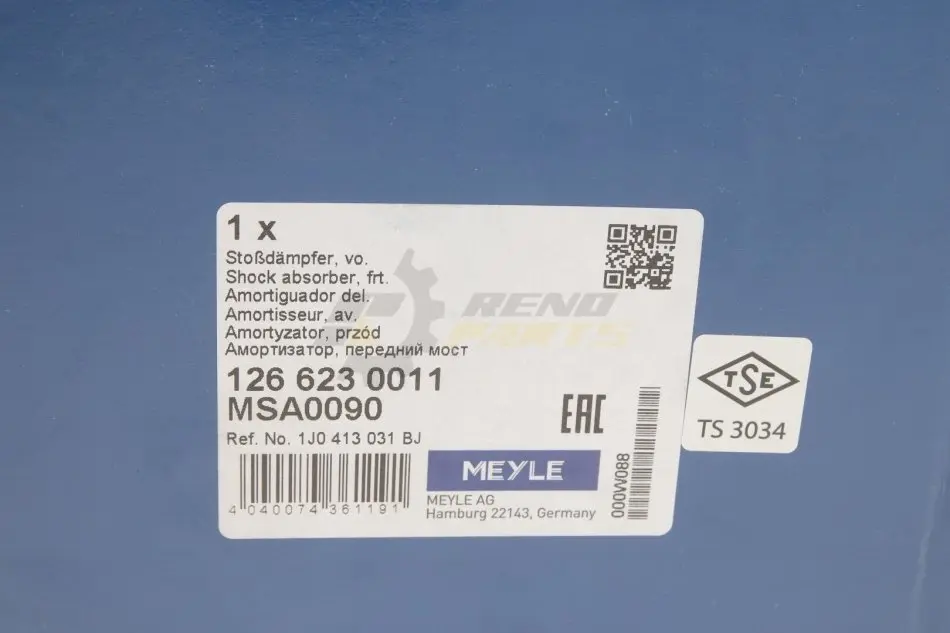 1 x
Stoßdämpfer, vo.
Shock absorber, frt.
Amortiguador del.
Amortisseur, av.
Amortyzator, przód
Амортизатор, передний мост
126 623 0011
MSA0090
Ref. No. 1J0 413 031 BJ
4 040074 361191
MEYLE
MEYLE AG
Hamburg 22143, Germany
EAC
000W088
RENO
PARTS
TSE
TS 3034